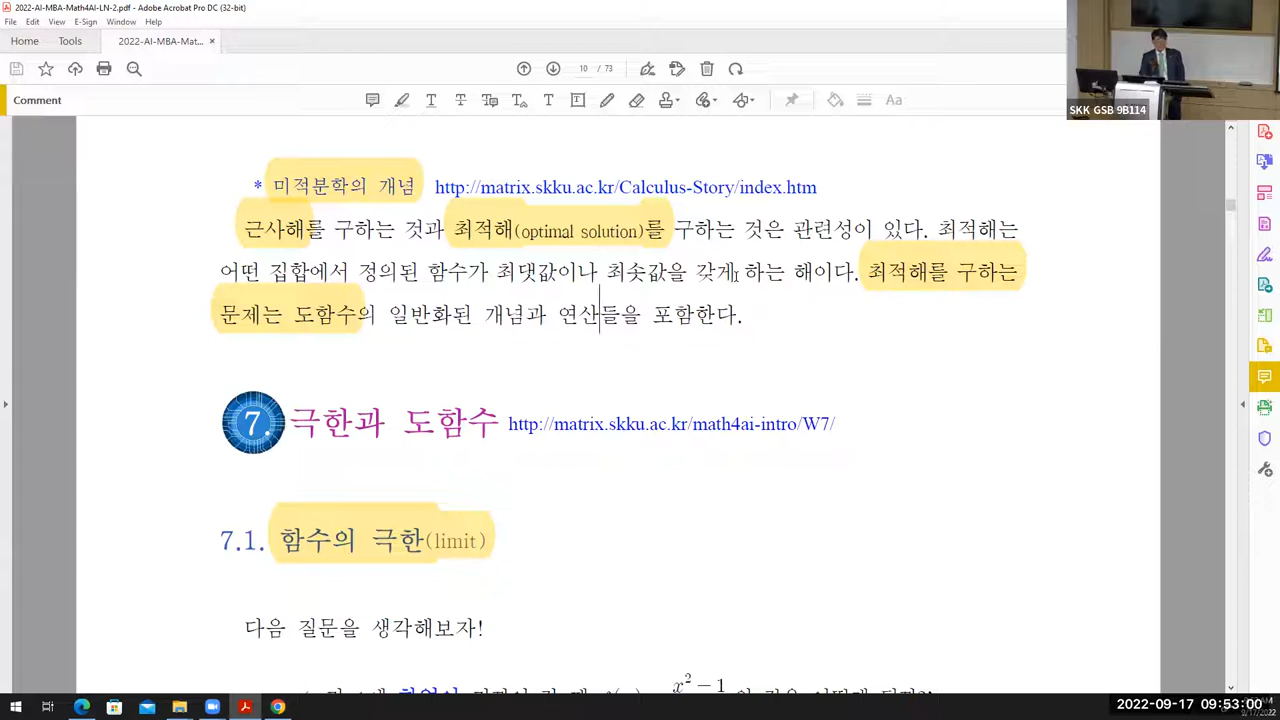 2022-AI-MBA-Math4AI-LN-2.pdf - Adobe Acrobat Pro DC (32-bit)
File Edit View E-Sign Window Help
Home Tools 2022-AI-MBA-Mat... ×
10 / 73
Comment
SKK GSB 9B114
* 미적분학의 개념 http://matrix.skku.ac.kr/Calculus-Story/index.htm
근사해를 구하는 것과 최적해(optimal solution)를 구하는 것은 관련성이 있다. 최적해는
어떤 집합에서 정의된 함수가 최댓값이나 최솟값을 갖게 하는 해이다. 최적해를 구하는
문제는 도함수의 일반화된 개념과 연산들을 포함한다.
7. 극한과 도함수 http://matrix.skku.ac.kr/math4ai-intro/W7/
7.1. 함수의 극한(limit)
다음 질문을 생각해보자!
x² − 1
2022-09-17 09:53:00